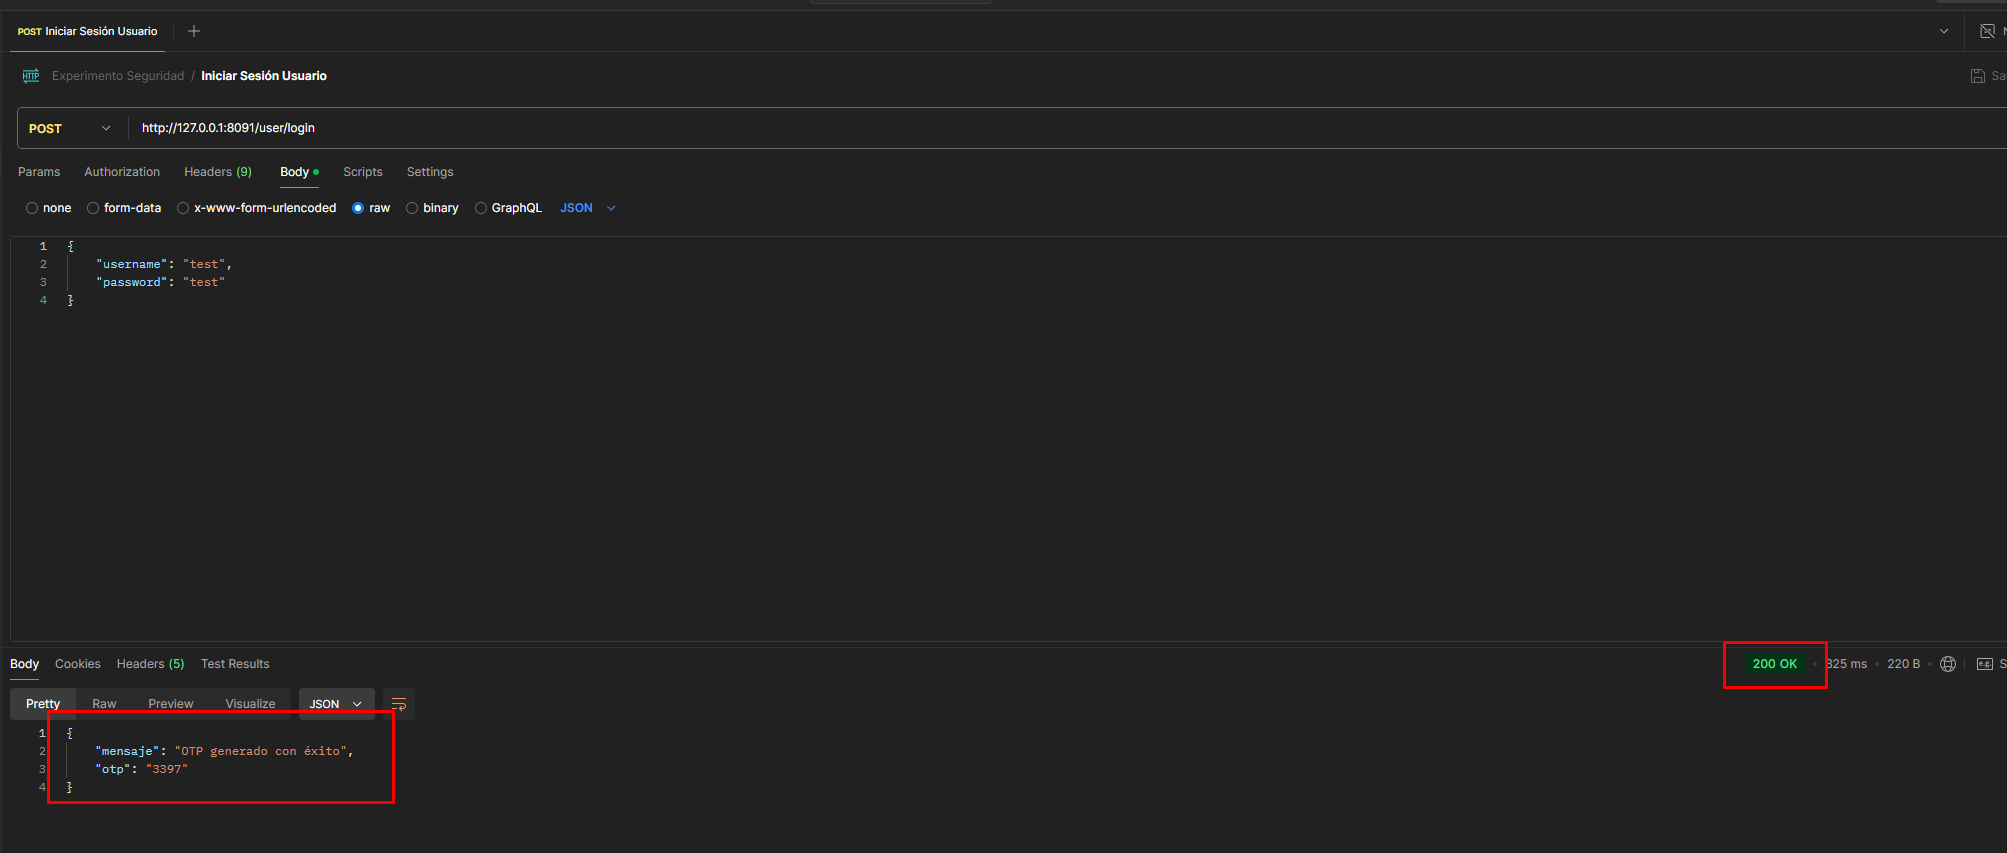 POST Iniciar Sesión Usuario
HTTP Experimento Seguridad / Iniciar Sesión Usuario
POST http://127.0.0.1:8091/user/login
Params Authorization Headers (9) Body Scripts Settings
none form-data x-www-form-urlencoded raw binary GraphQL JSON
1 {
2 "username": "test",
3 "password": "test"
4 }
Body Cookies Headers (5) Test Results 200 OK 325 ms 220 B e.g.
Pretty Raw Preview Visualize JSON
1 {
2 "mensaje": "OTP generado con éxito",
3 "otp": "3397"
4 }